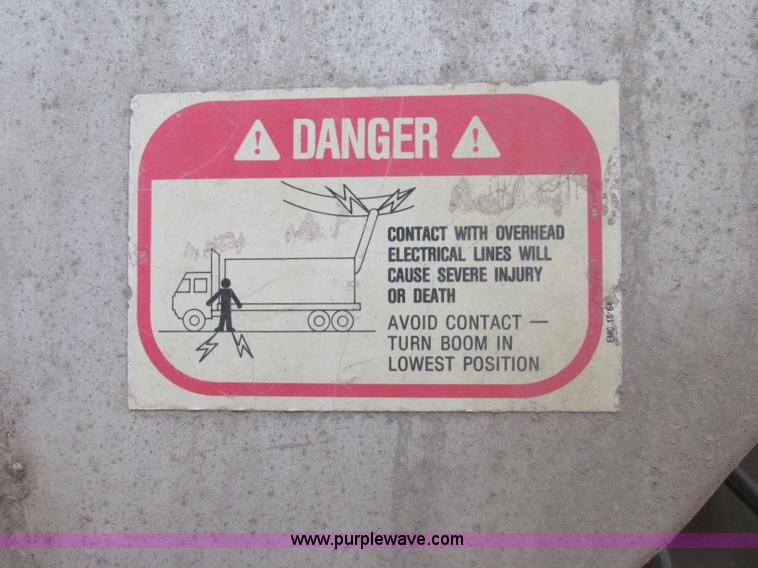 DANGER
CONTACT WITH OVERHEAD
ELECTRICAL LINES WILL
CAUSE SEVERE INJURY
OR DEATH
AVOID CONTACT —
TURN BOOM IN
LOWEST POSITION
www.purplewave.com